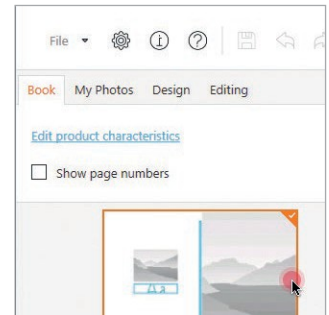 File
Book My Photos Design Editing
Edit product characteristics
Show page numbers